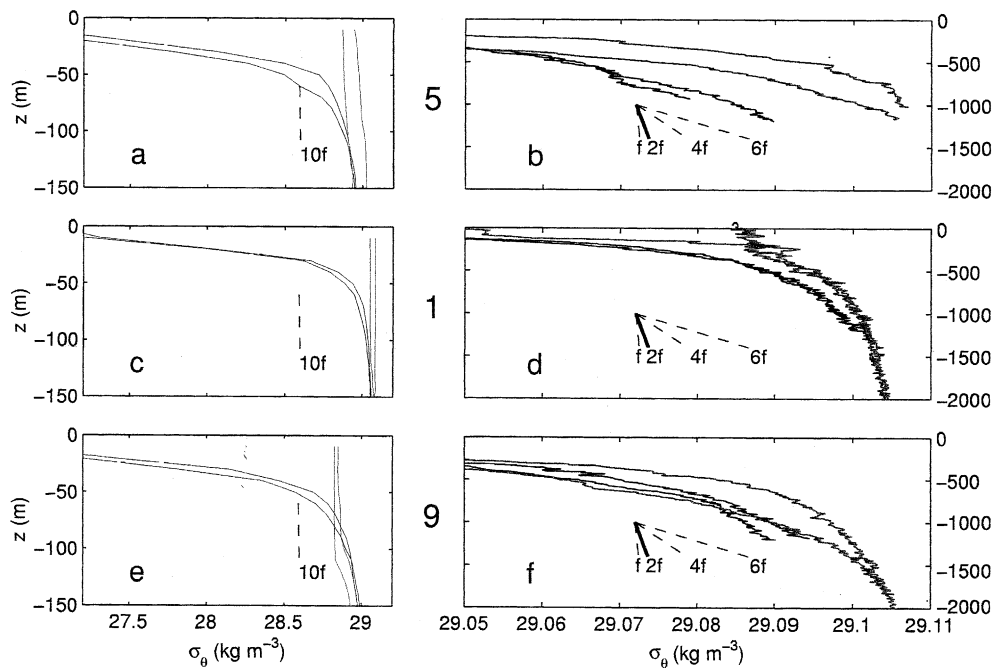 0
−50
−100
−150
z (m)
a
10f
5
b
f 2f 4f 6f
0
−500
−1000
−1500
−2000
0
−50
−100
−150
z (m)
c
10f
1
d
f 2f 4f 6f
0
−500
−1000
−1500
−2000
0
−50
−100
−150
z (m)
e
10f
9
f
f 2f 4f 6f
0
−500
−1000
−1500
−2000
27.5 28 28.5 29
σθ (kg m⁻³)
29.05 29.06 29.07 29.08 29.09 29.1 29.11
σθ (kg m⁻³)